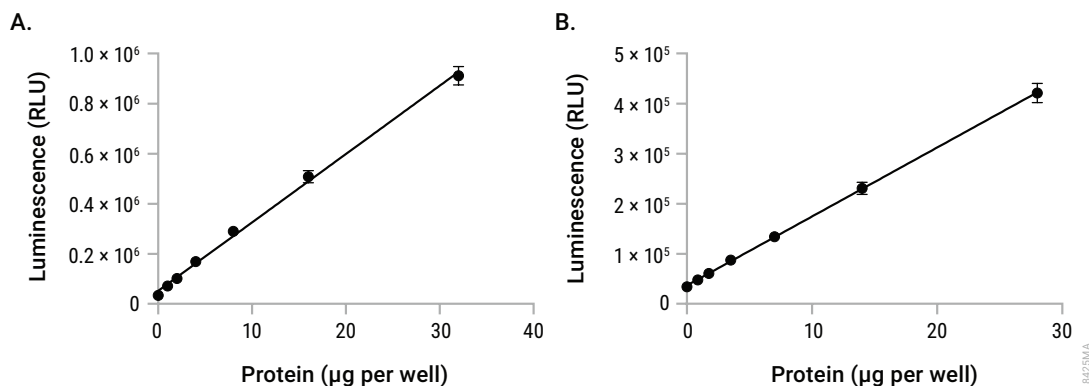 A.
Luminescence (RLU)
1.0 × 10⁶
0.8 × 10⁶
0.6 × 10⁶
0.4 × 10⁶
0.2 × 10⁶
0
0 10 20 30 40
Protein (µg per well)
B.
Luminescence (RLU)
5 × 10⁵
4 × 10⁵
3 × 10⁵
2 × 10⁵
1 × 10⁵
0
0 10 20 30
Protein (µg per well)